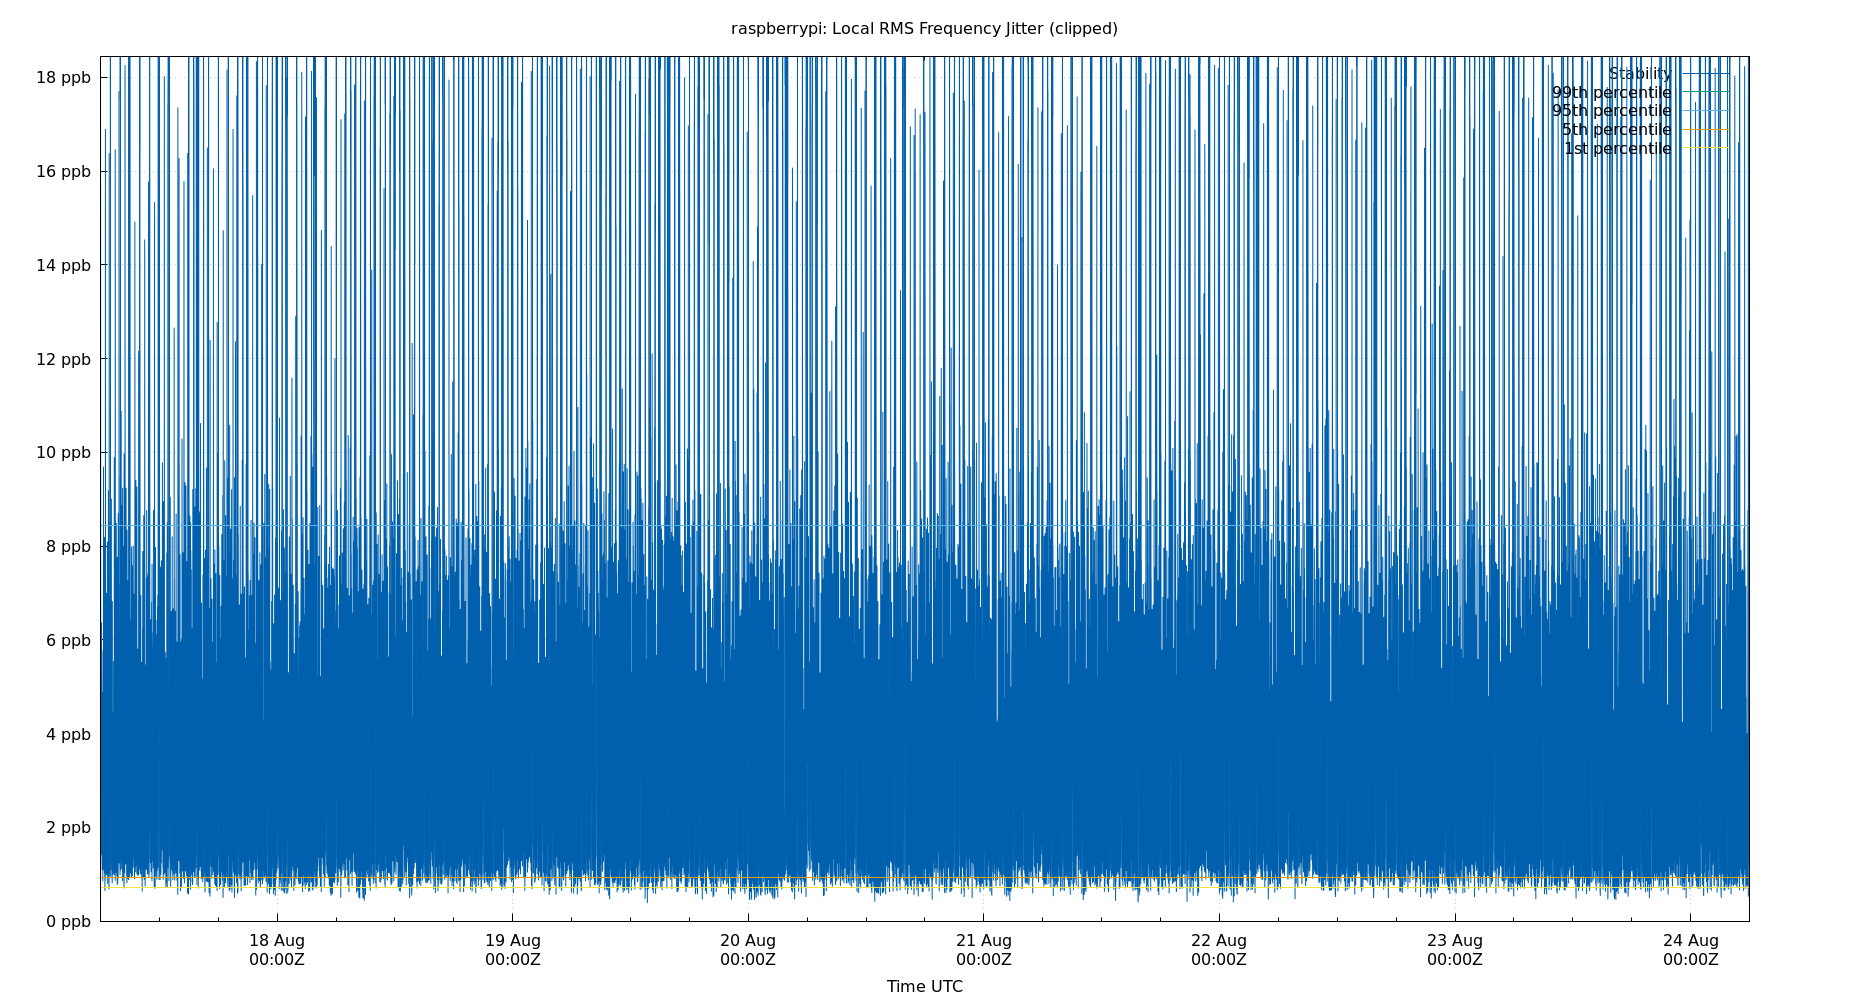 raspberrypi: Local RMS Frequency Jitter (clipped)
18 ppb
16 ppb
14 ppb
12 ppb
10 ppb
8 ppb
6 ppb
4 ppb
2 ppb
0 ppb
Stability
99th percentile
95th percentile
5th percentile
1st percentile
18 Aug
00:00Z
19 Aug
00:00Z
20 Aug
00:00Z
21 Aug
00:00Z
22 Aug
00:00Z
23 Aug
00:00Z
24 Aug
00:00Z
Time UTC